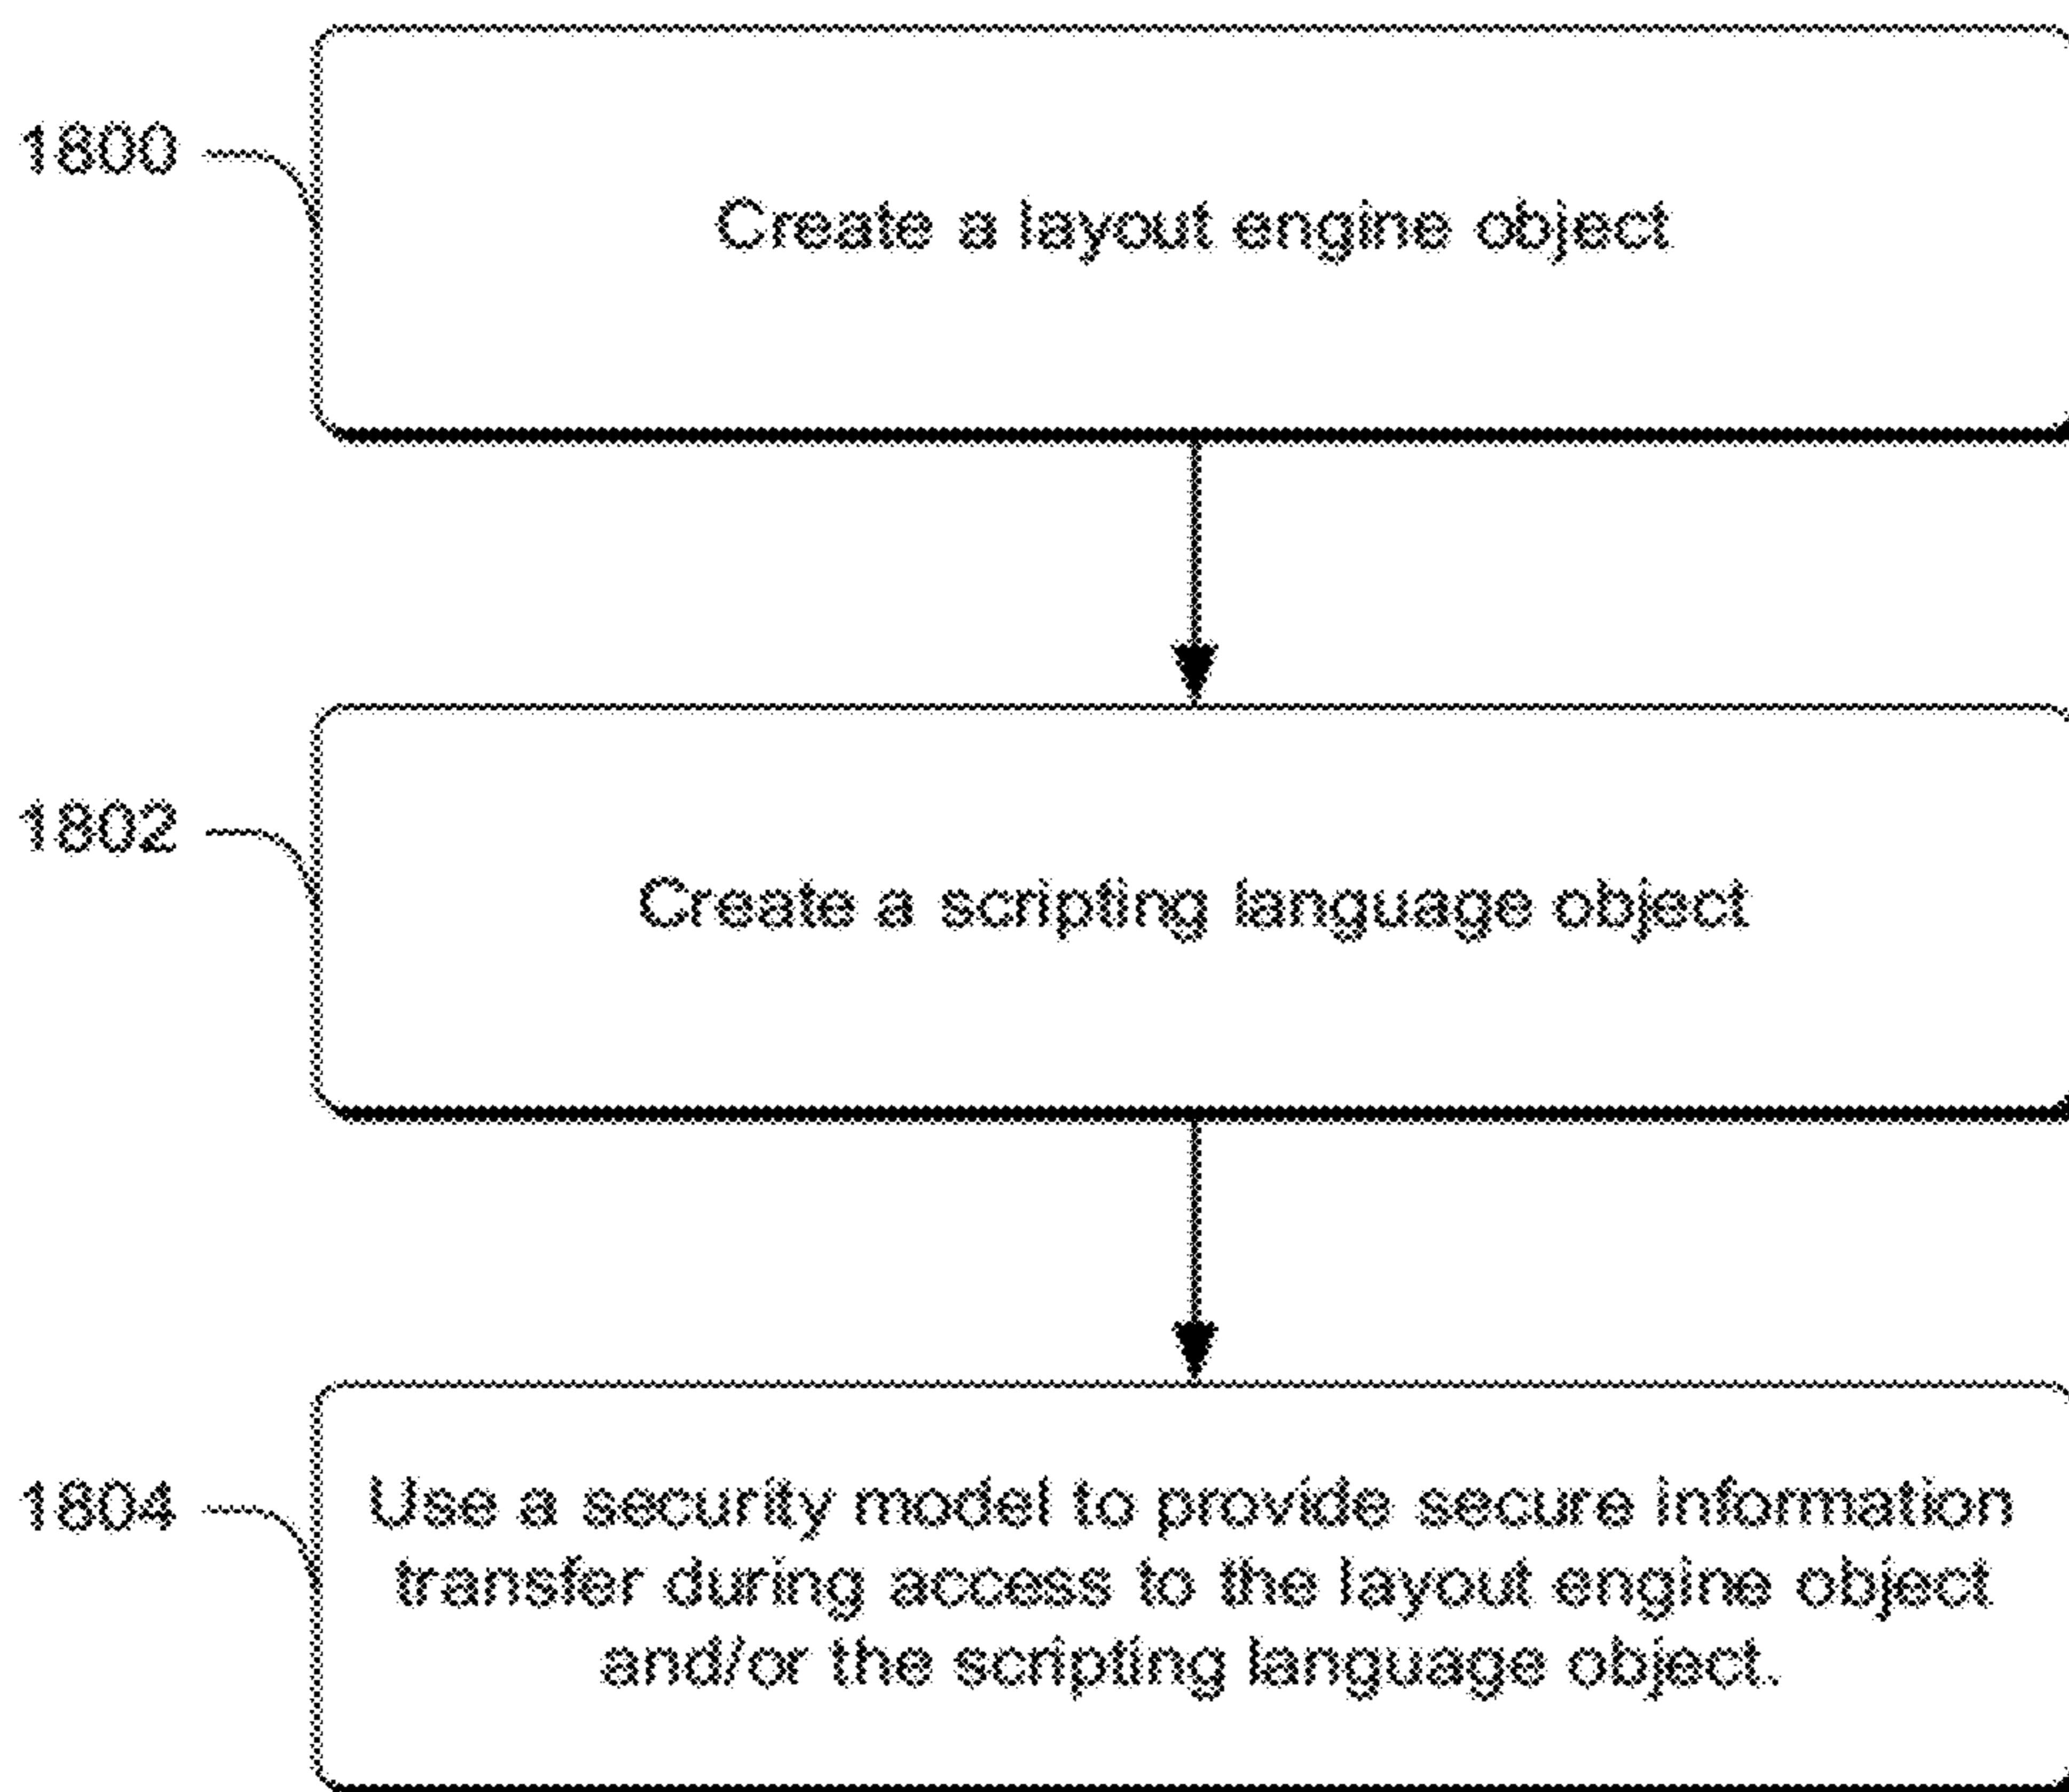 1800
Create a layout engine object
1802
Create a scripting language object
1804
Use a security model to provide secure information
transfer during access to the layout engine object
and/or the scripting language object.